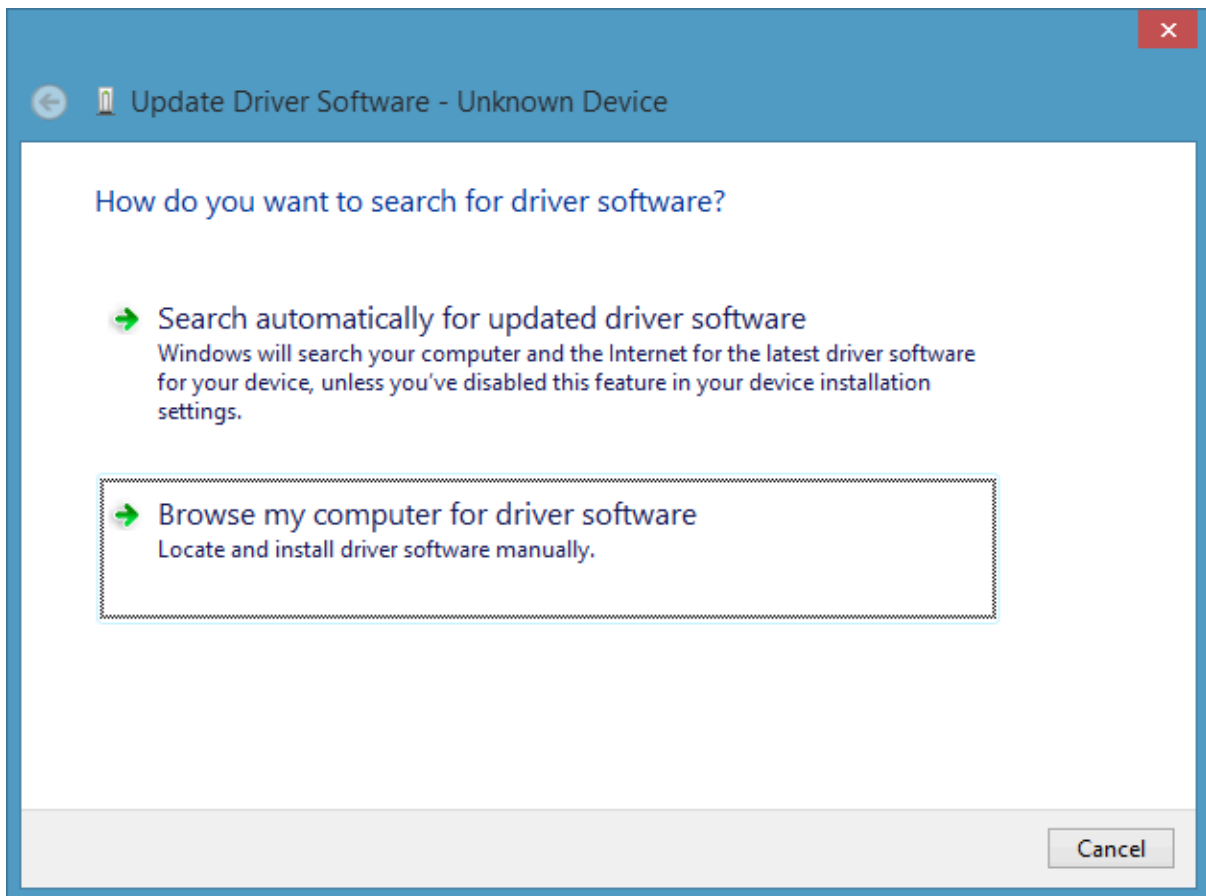 Update Driver Software - Unknown Device
How do you want to search for driver software?
Search automatically for updated driver software
Windows will search your computer and the Internet for the latest driver software
for your device, unless you've disabled this feature in your device installation
settings.
Browse my computer for driver software
Locate and install driver software manually.
Cancel